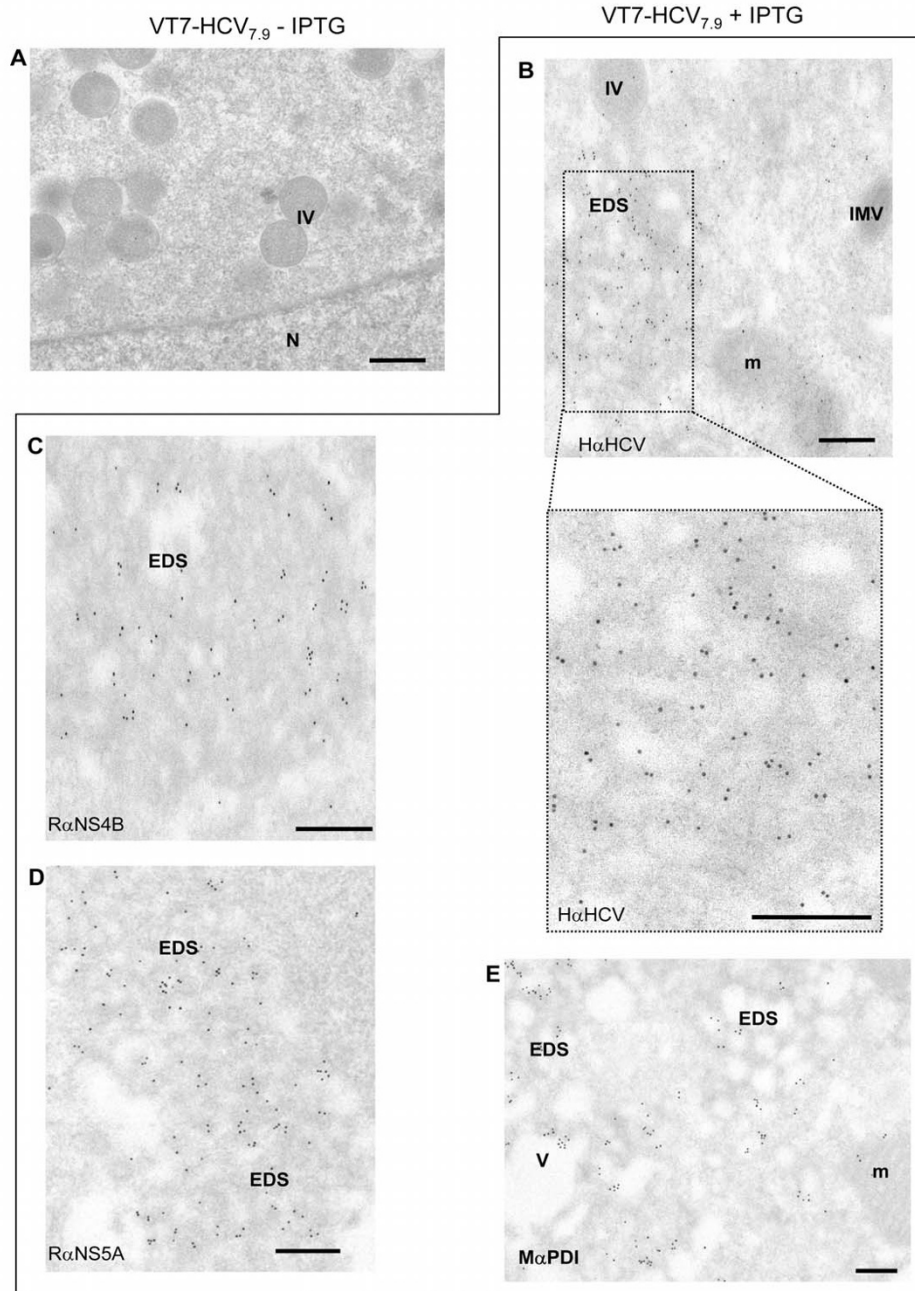 VT7-HCV7.9 - IPTG
VT7-HCV7.9 + IPTG
A
IV
N
B
IV
EDS
IMV
m
HαHCV
C
EDS
RαNS4B
HαHCV
D
EDS
EDS
RαNS5A
E
EDS
EDS
V
m
MαPDI